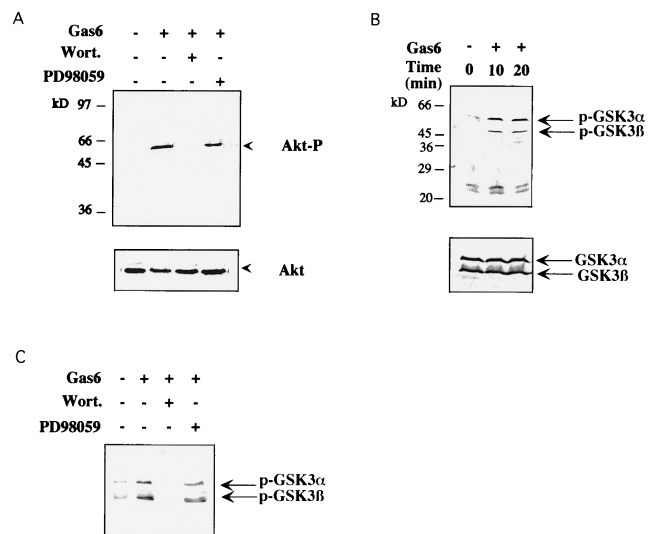 A
Gas6 - + + +
Wort. - - + -
PD98059 - - - +
kD 97 –
66 –
45 –
36 –
Akt-P
Akt
B
Gas6 - + +
Time 0 10 20
(min)
kD 66 –
45 –
36 –
29 –
20 –
p-GSK3α
p-GSK3ß
GSK3α
GSK3ß
C
Gas6 - + + +
Wort. - - + -
PD98059 - - - +
p-GSK3α
p-GSK3ß